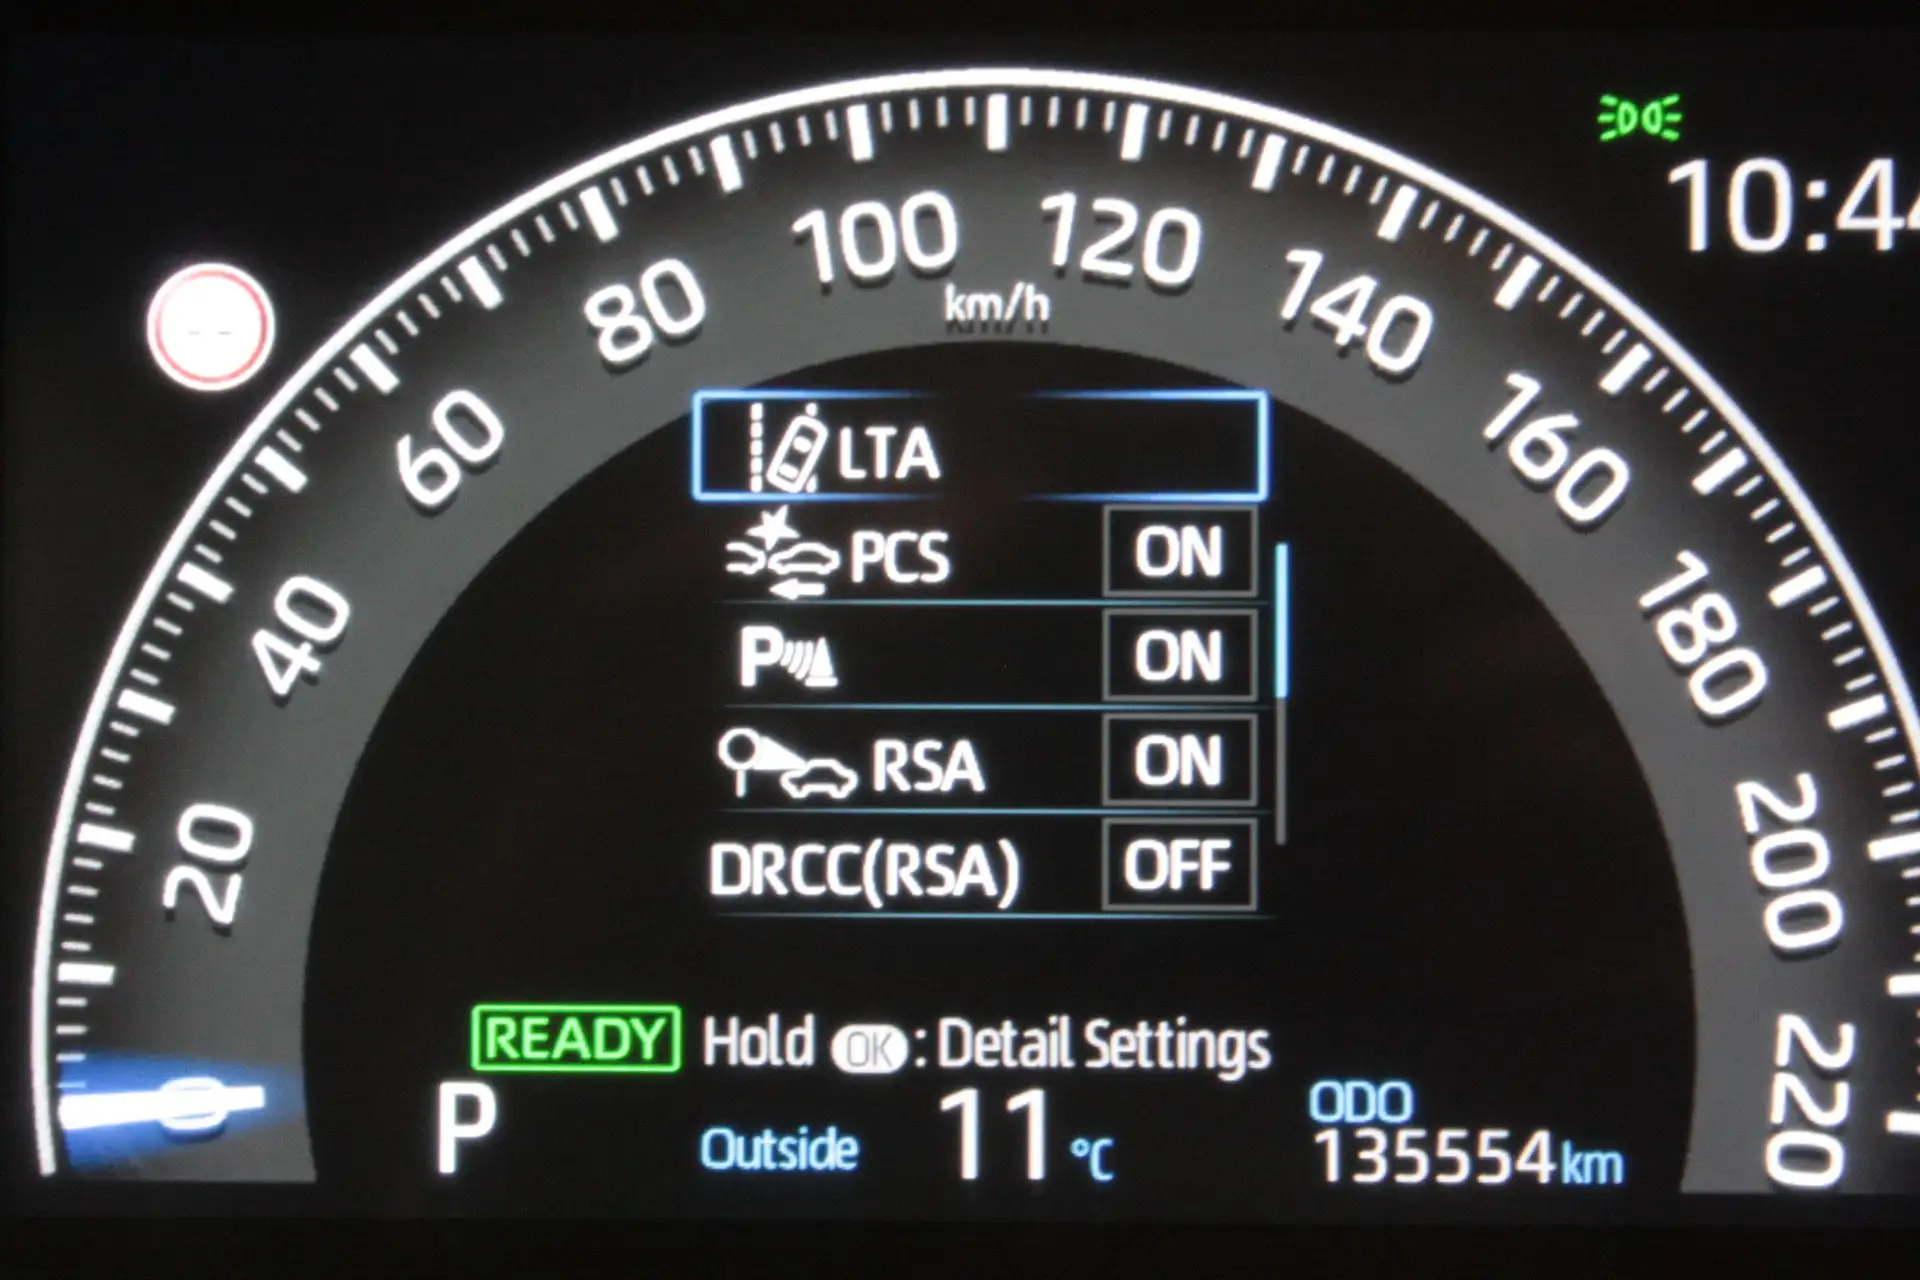 10:4
100 120
80 140
km/h
60 160
LTA
PCS ON
40 180
P ON
RSA ON
20 200
DRCC(RSA) OFF
READY Hold OK : Detail Settings
0 220
P Outside 11 °C
ODO
135554 km